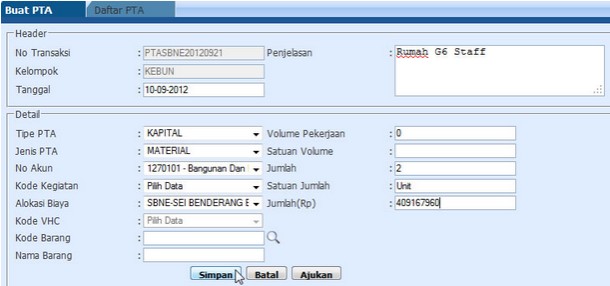 Buat PTA Daftar PTA
Header
No Transaksi : PTASBNE20120921 Penjelasan : Rumah G6 Staff
Kelompok : KEBUN
Tanggal : 10-09-2012
Detail
Tipe PTA : KAPITAL Volume Pekerjaan : 0
Jenis PTA : MATERIAL Satuan Volume :
No Akun : 1270101 - Bangunan Dan Jumlah : 2
Kode Kegiatan : Pilih Data Satuan Jumlah : Unit
Alokasi Biaya : SBNE-SEI BENDERANG E Jumlah(Rp) : 409167960
Kode VHC : Pilih Data
Kode Barang :
Nama Barang :
Simpan Batal Ajukan